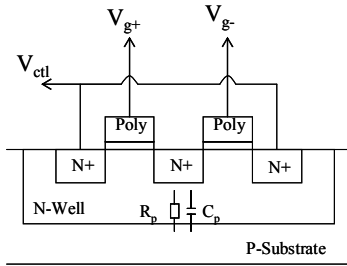 Vg+
Vg-
Vctl
Poly
Poly
N+
N+
N+
N-Well
Rp
Cp
P-Substrate